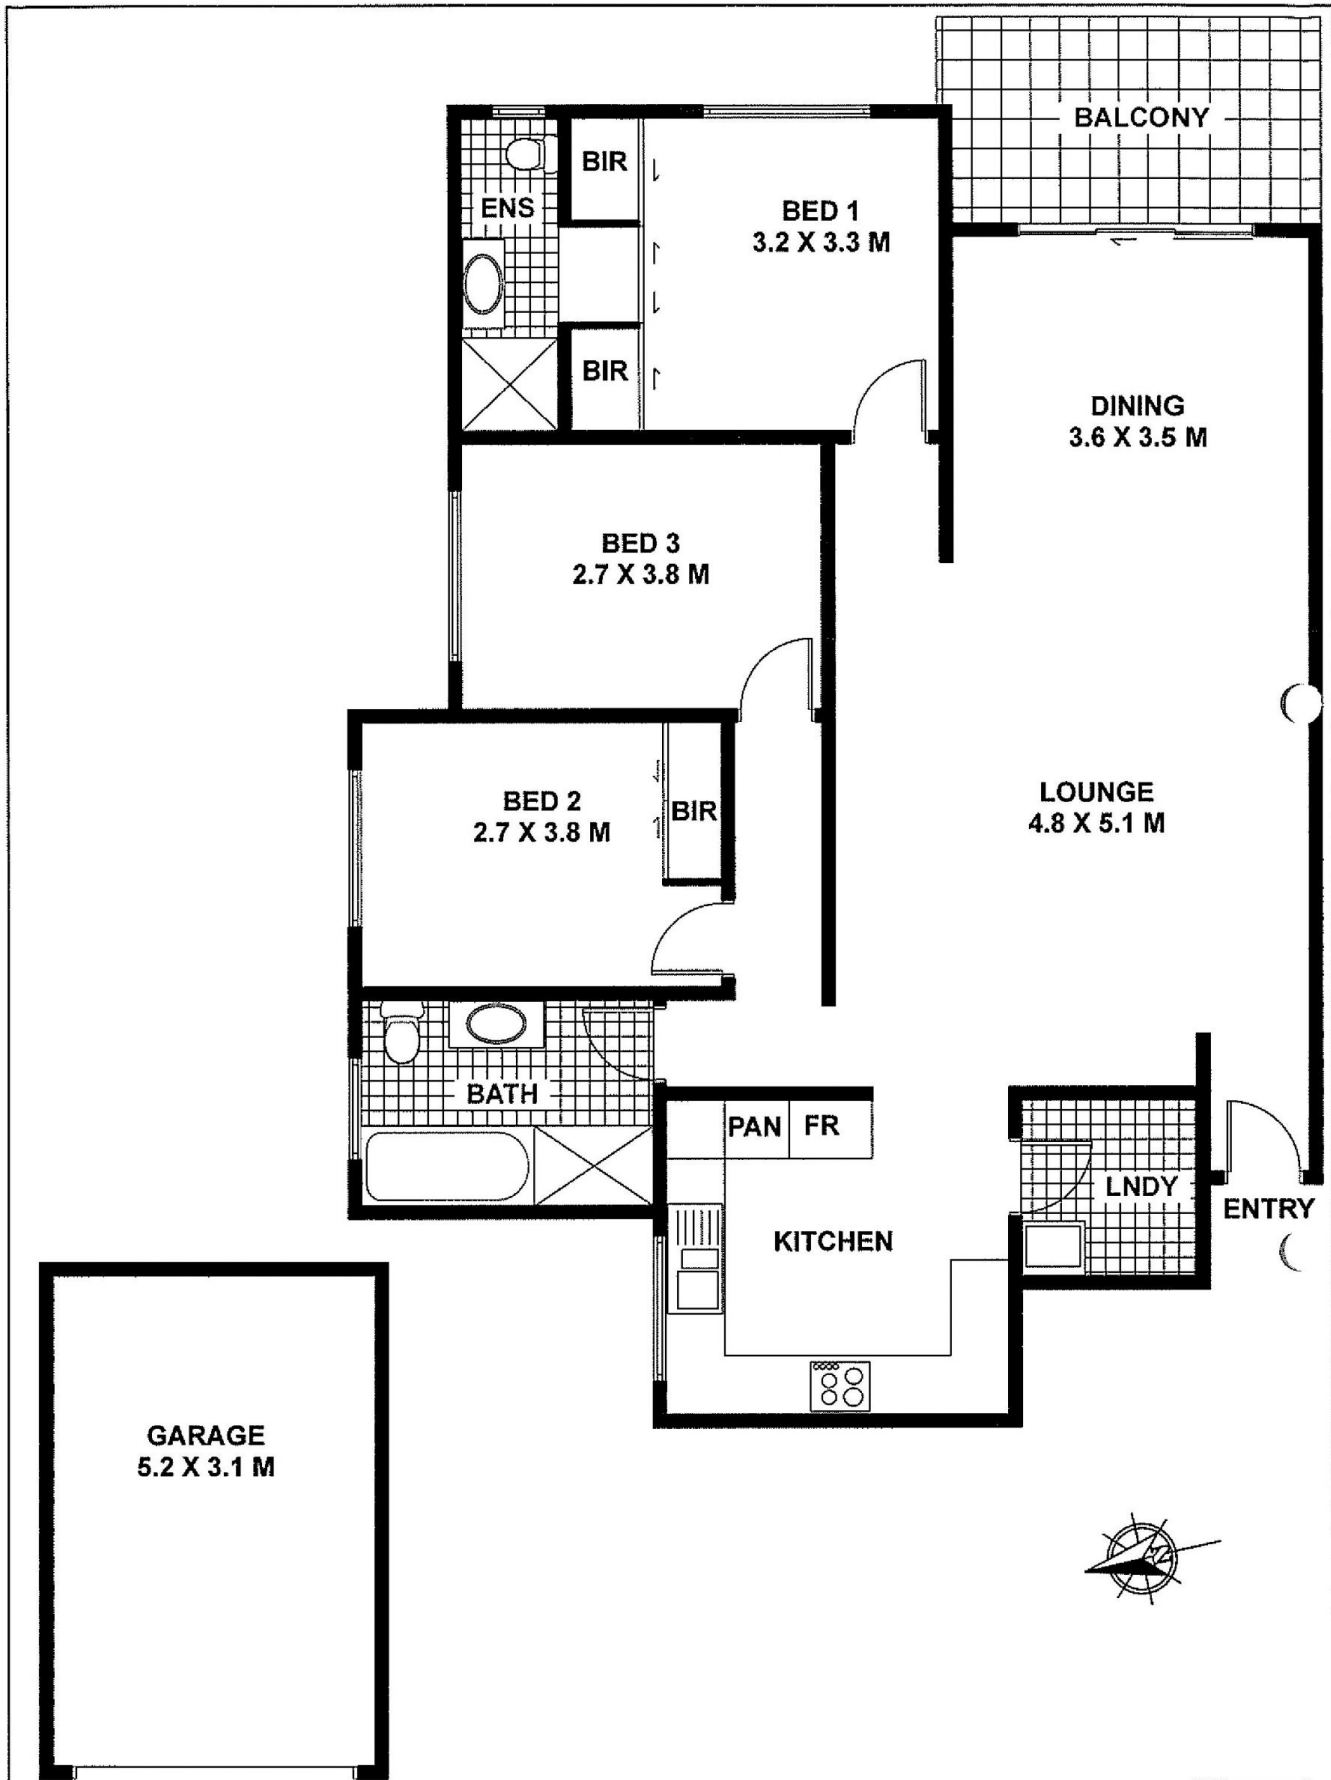 BALCONY
BIR
ENS
BED 1
3.2 X 3.3 M
BIR
DINING
3.6 X 3.5 M
BED 3
2.7 X 3.8 M
BED 2
2.7 X 3.8 M
BIR
LOUNGE
4.8 X 5.1 M
BATH
PAN
FR
LNDY
ENTRY
KITCHEN
GARAGE
5.2 X 3.1 M
N